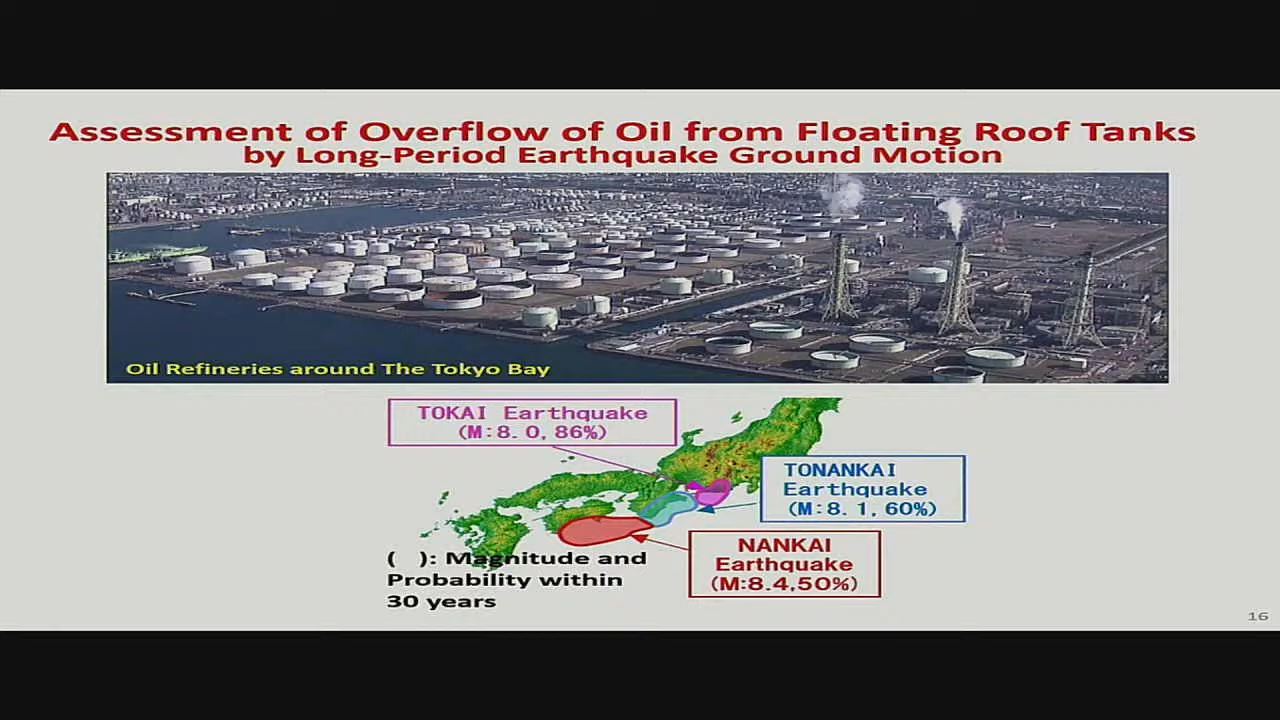 Assessment of Overflow of Oil from Floating Roof Tanks
by Long-Period Earthquake Ground Motion
Oil Refineries around The Tokyo Bay
TOKAI Earthquake
(M:8.0,86%)
TONANKAI
Earthquake
(M:8.1,60%)
NANKAI
Earthquake
(M:8.4,50%)
( ): Magnitude and
Probability within
30 years
16